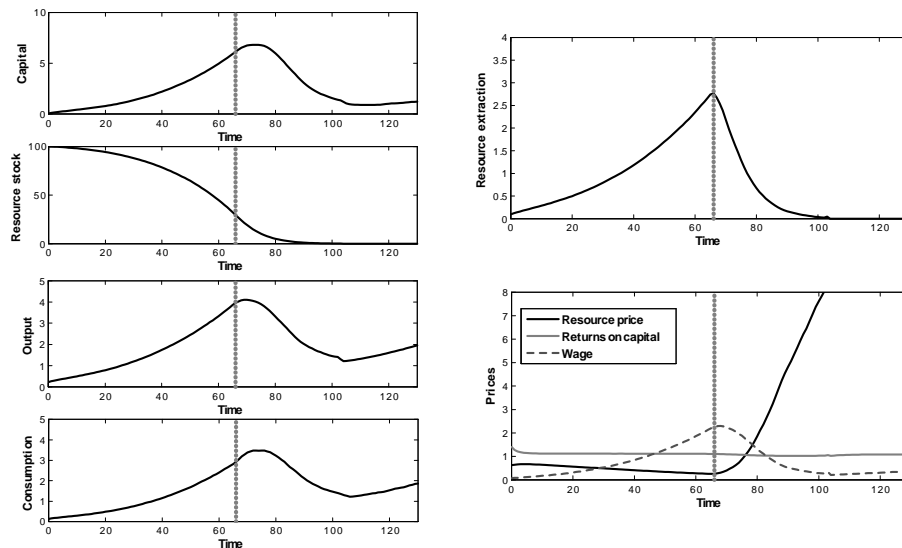 10
5
0
Capital
0 20 40 60 80 100 120
Time
100
50
0
Resource stock
0 20 40 60 80 100 120
Time
5
4
3
2
1
0
Output
0 20 40 60 80 100 120
Time
5
4
3
2
1
0
Consumption
0 20 40 60 80 100 120
Time
4
3.5
3
2.5
2
1.5
1
0.5
0
Resource extraction
0 20 40 60 80 100 120
Time
8
7
6
5
4
3
2
1
0
Prices
Resource price
Returns on capital
Wage
0 20 40 60 80 100 120
Time